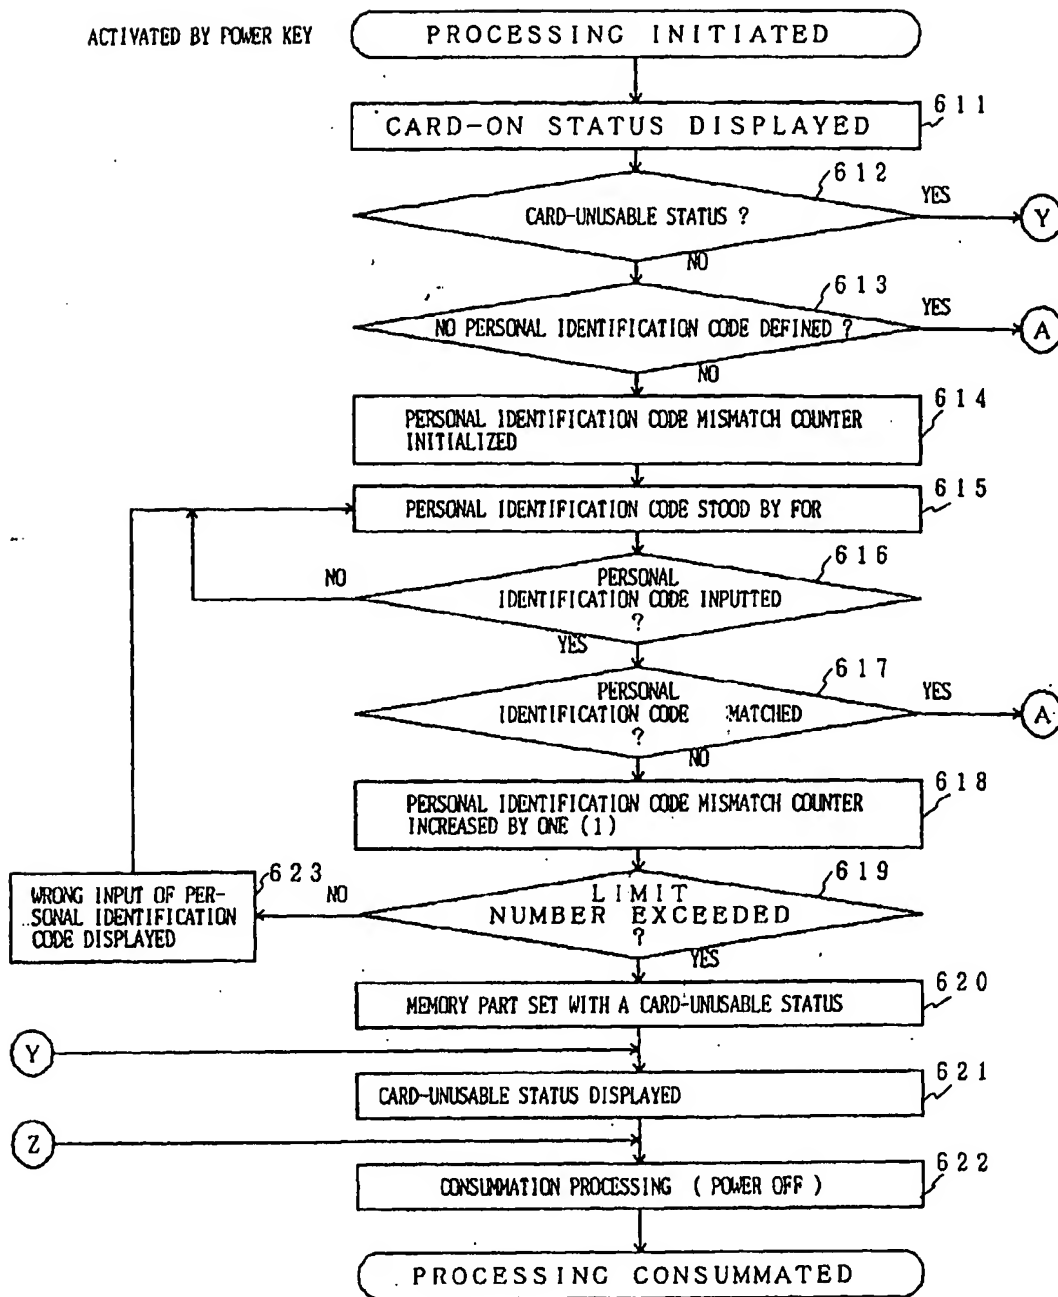 ACTIVATED BY POWER KEY
PROCESSING INITIATED
611
CARD-ON STATUS DISPLAYED
612
YES
CARD-UNUSABLE STATUS ?
Y
NO
613
YES
NO PERSONAL IDENTIFICATION CODE DEFINED ?
A
NO
614
PERSONAL IDENTIFICATION CODE MISMATCH COUNTER
INITIALIZED
615
PERSONAL IDENTIFICATION CODE STOOD BY FOR
616
NO
PERSONAL
IDENTIFICATION CODE INPUTTED
?
YES
617
YES
PERSONAL
IDENTIFICATION CODE MATCHED
?
A
NO
618
PERSONAL IDENTIFICATION CODE MISMATCH COUNTER
INCREASED BY ONE (1)
623
619
WRONG INPUT OF PER-
SONAL IDENTIFICATION
CODE DISPLAYED
NO
LIMIT
NUMBER EXCEEDED
?
YES
620
MEMORY PART SET WITH A CARD-UNUSABLE STATUS
Y
621
CARD-UNUSABLE STATUS DISPLAYED
Z
622
CONSUMMATION PROCESSING ( POWER OFF )
PROCESSING CONSUMMATED